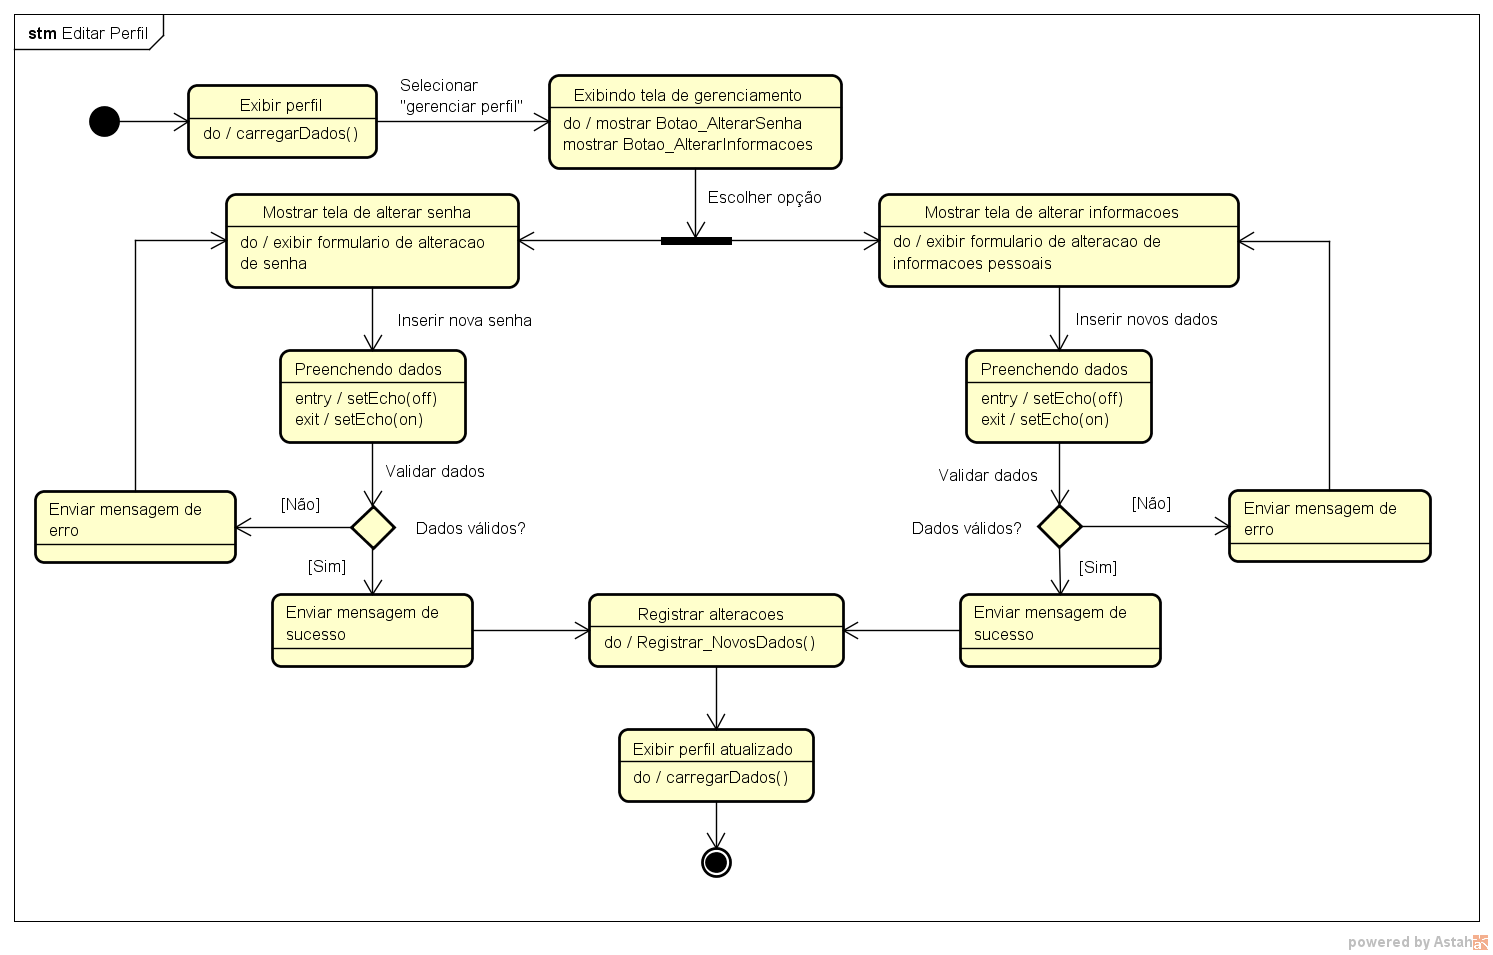 stm Editar Perfil
Exibir perfil
do / carregarDados()
Selecionar
"gerenciar perfil"
Exibindo tela de gerenciamento
do / mostrar Botao_AlterarSenha
mostrar Botao_AlterarInformacoes
Escolher opção
Mostrar tela de alterar senha
do / exibir formulario de alteracao
de senha
Mostrar tela de alterar informacoes
do / exibir formulario de alteracao de
informacoes pessoais
Inserir nova senha
Inserir novos dados
Preenchendo dados
entry / setEcho(off)
exit / setEcho(on)
Preenchendo dados
entry / setEcho(off)
exit / setEcho(on)
Validar dados
Validar dados
Enviar mensagem de
erro
[Não]
Dados válidos?
Dados válidos?
[Não]
Enviar mensagem de
erro
[Sim]
[Sim]
Enviar mensagem de
sucesso
Registrar alteracoes
do / Registrar_NovosDados()
Enviar mensagem de
sucesso
Exibir perfil atualizado
do / carregarDados()
powered by Astah